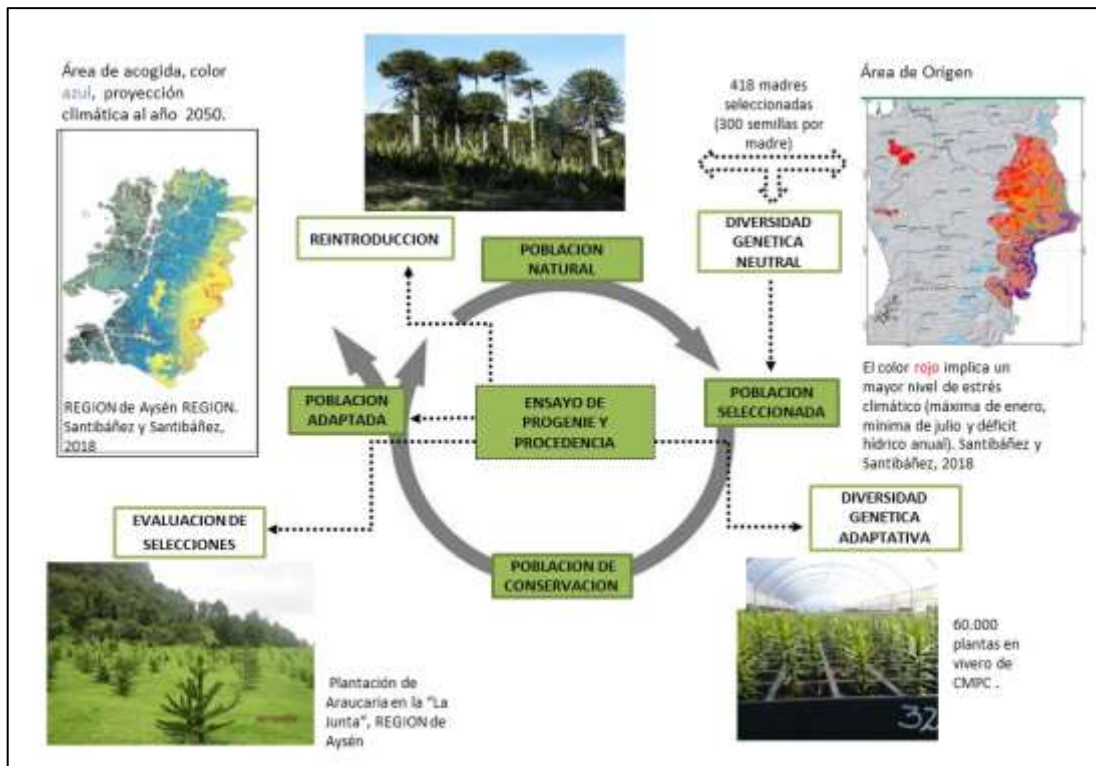 Área de acogida, color
azul, proyección
climática al año 2050.
REGION de Aysén REGION.
Santibáñez y Santibáñez,
2018
418 madres
seleccionadas
(300 semillas por
madre)
Área de Origen
El color rojo implica un
mayor nivel de estrés
climático (máxima de enero,
mínima de julio y déficit
hídrico anual). Santibáñez y
Santibáñez, 2018
REINTRODUCCION
POBLACION
NATURAL
DIVERSIDAD
GENETICA
NEUTRAL
POBLACION
ADAPTADA
ENSAYO DE
PROGENIE Y
PROCEDENCIA
POBLACION
SELECCIONADA
EVALUACION DE
SELECCIONES
DIVERSIDAD
GENETICA
ADAPTATIVA
POBLACION DE
CONSERVACION
Plantación de
Araucaria en la "La
Junta", REGION de
Aysén
60.000
plantas en
vivero de
CMPC .
32